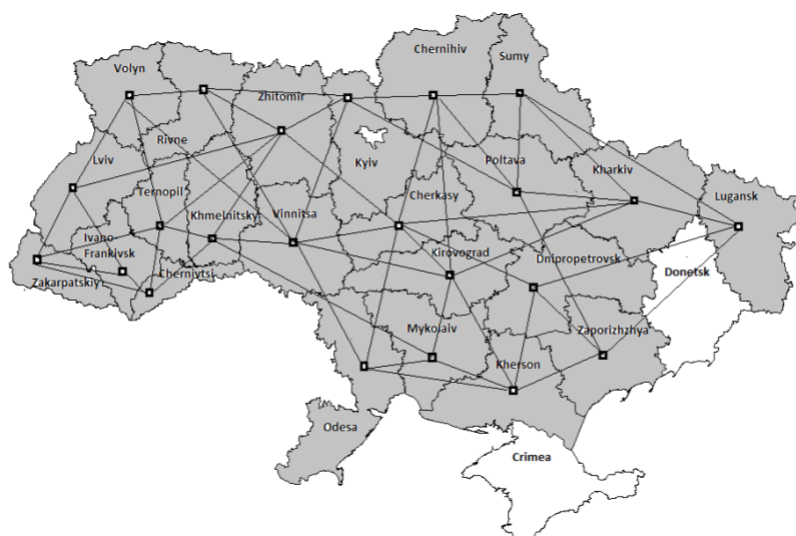 Chernihiv
Sumy
Volyn
Zhitomir
Rivne
Kyiv
Poltava
Kharkiv
Lviv
Ternopil
Khmelnitsky
Vinnitsa
Cherkasy
Lugansk
Ivano
Frankivsk
Kirovograd
Dnipropetrovsk
Donetsk
Zakarpatskiy
Chernivtsi
Mykolaiv
Zaporizhzhya
Kherson
Odesa
Crimea